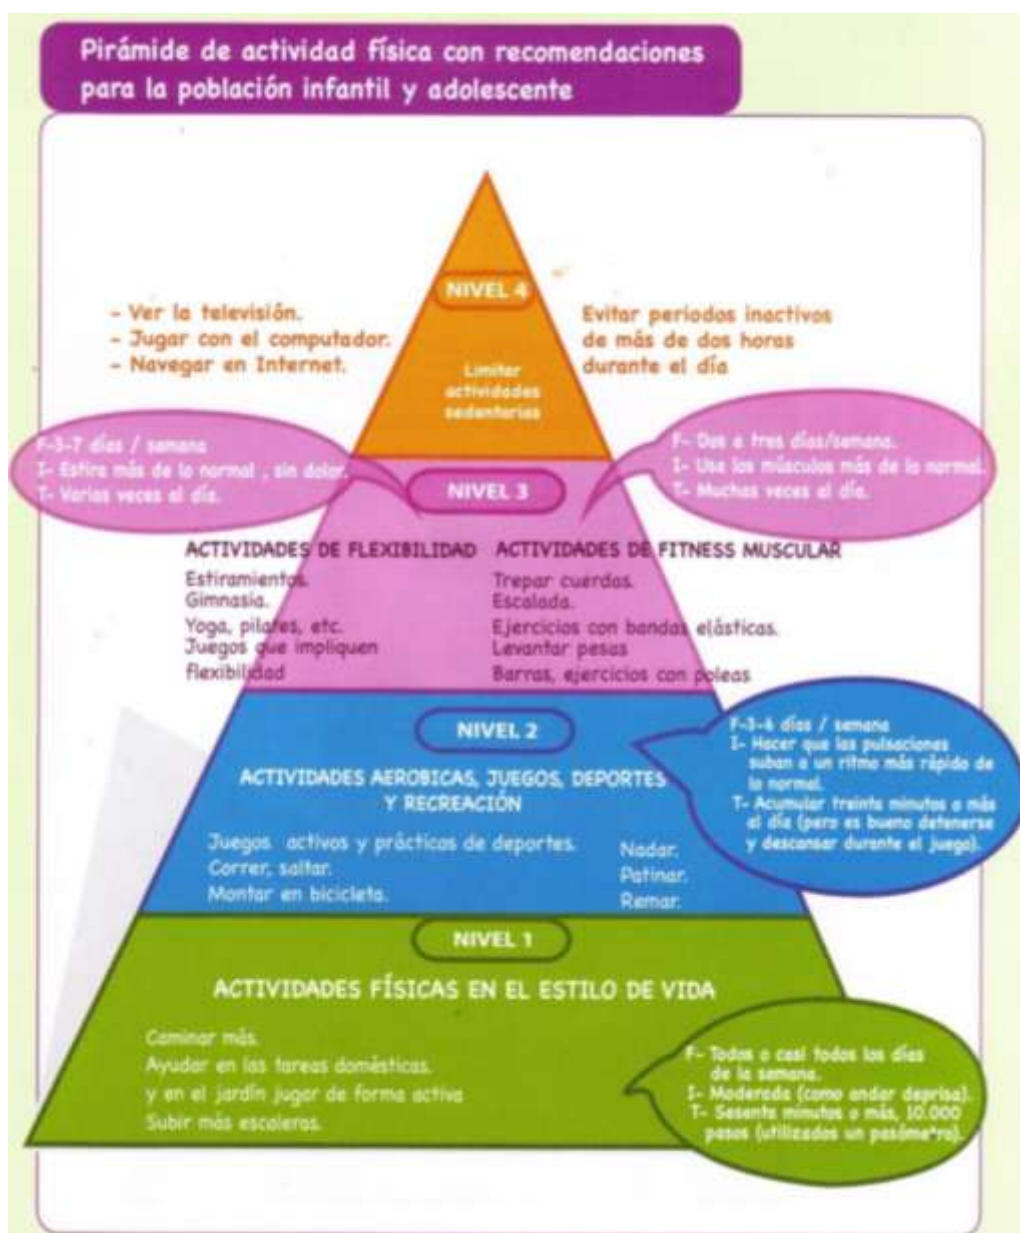 Pirámide de actividad física con recomendaciones
para la población infantil y adolescente
NIVEL 4
- Ver la televisión.
- Jugar con el computador.
- Navegar en Internet.
Limitar
actividades
sedentarias
Evitar periodos inactivos
de más de dos horas
durante el día
F-3-7 días / semana
I- Estira más de lo normal , sin dolor.
T- Varias veces al día.
NIVEL 3
F- Dos a tres días/semana.
I- Usa los músculos más de lo normal.
T- Muchas veces al día.
ACTIVIDADES DE FLEXIBILIDAD
Estiramientos.
Gimnasia.
Yoga, pilates, etc.
Juegos que impliquen
flexibilidad
ACTIVIDADES DE FITNESS MUSCULAR
Trepar cuerdas.
Escalada.
Ejercicios con bandas elásticas.
Levantar pesas
Barras, ejercicios con poleas
NIVEL 2
ACTIVIDADES AEROBICAS, JUEGOS, DEPORTES
Y RECREACIÓN
Juegos activos y prácticas de deportes.
Correr, saltar.
Montar en bicicleta.
Nadar.
Patinar.
Remar.
F-3-6 días / semana
I- Hacer que las pulsaciones
suban a un ritmo más rápido de
lo normal.
T- Acumular treinta minutos o más
al día (pero es bueno detenerse
y descansar durante el juego).
NIVEL 1
ACTIVIDADES FÍSICAS EN EL ESTILO DE VIDA
Caminar más.
Ayudar en las tareas domésticas.
y en el jardín jugar de forma activa
Subir más escaleras.
F- Todos o casi todos los días
de la semana.
I- Moderada (como andar deprisa).
T- Sesenta minutos o más, 10.000
pasos (utilizados un pasómetro).